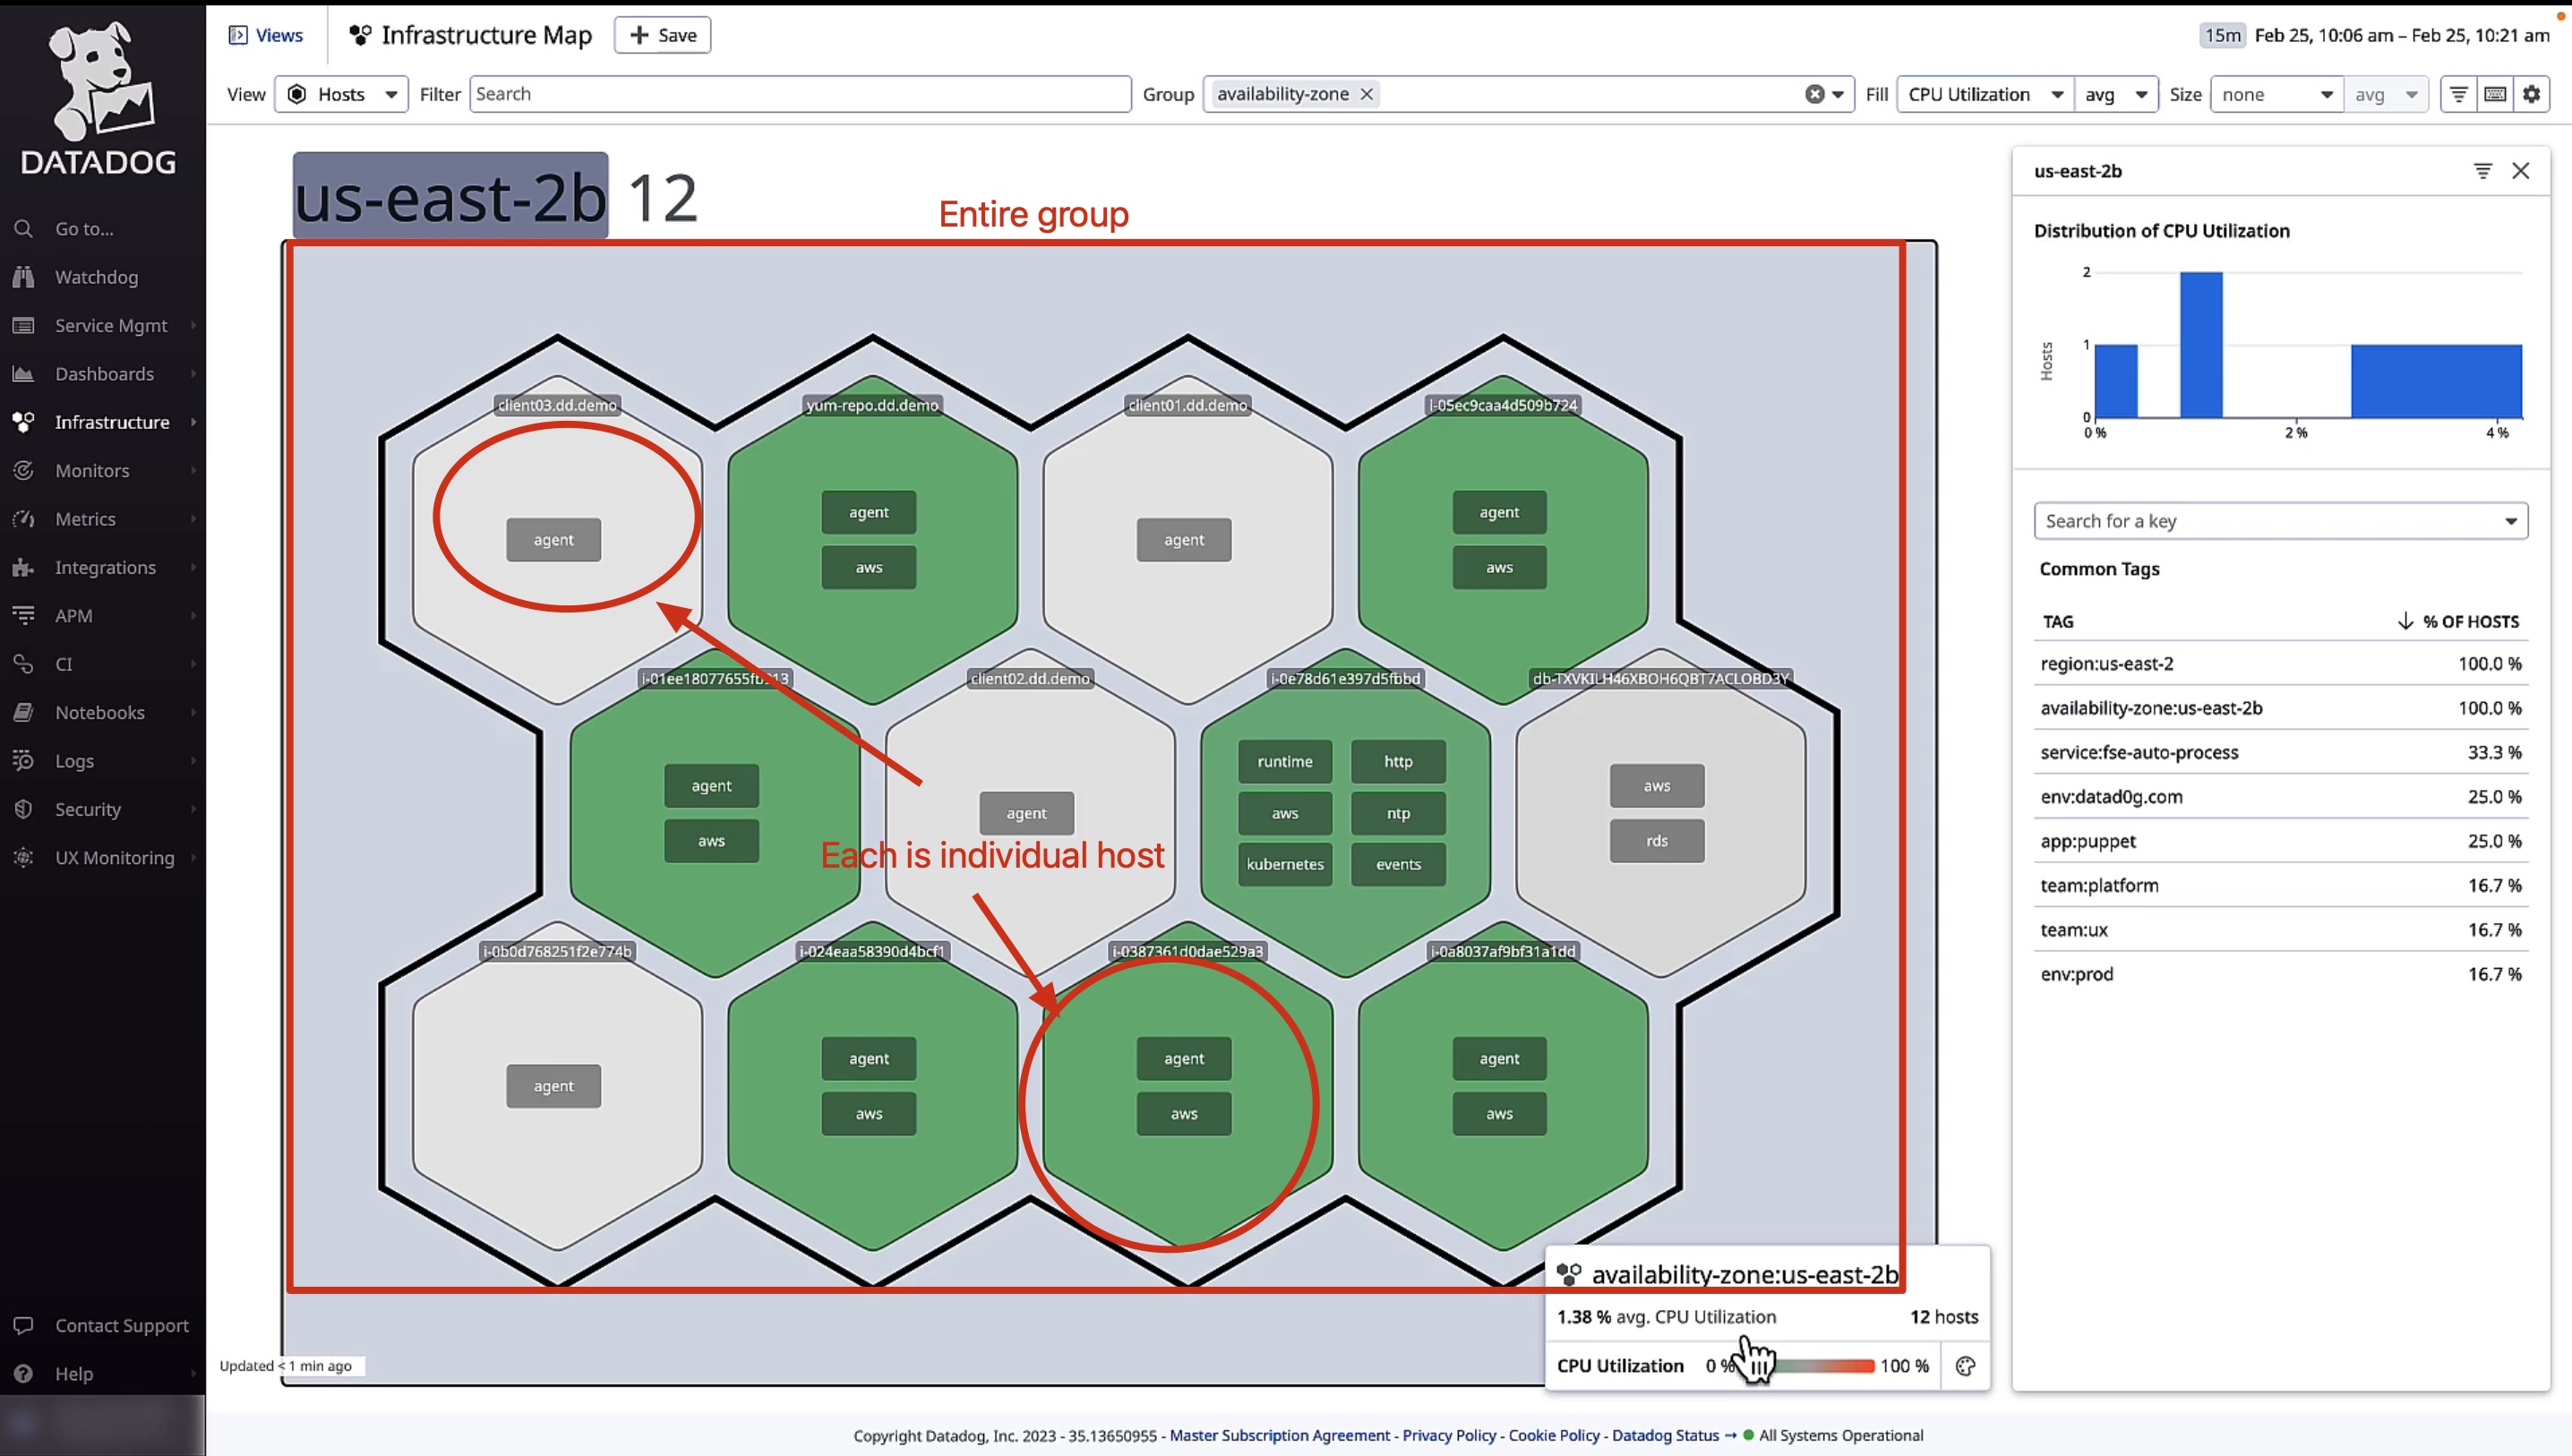 DATADOG
Go to...
Watchdog
Service Mgmt
Dashboards
Infrastructure
Monitors
Metrics
Integrations
APM
CI
Notebooks
Logs
Security
UX Monitoring
Contact Support
Help
Views
Infrastructure Map
+ Save
15m Feb 25, 10:06 am – Feb 25, 10:21 am
View Hosts Filter Search Group availability-zone × Fill CPU Utilization avg Size none avg
us-east-2b 12
Entire group
client03.dd.demo
agent
yum-repo.dd.demo
agent
aws
client01.dd.demo
agent
i-05ec9caa4d509b724
agent
aws
agent
aws
client02.dd.demo
agent
Each is individual host
i-0e78d61e397d5fbbd
runtime http
aws ntp
kubernetes events
db-TXVKILH46XBOH6QBT7ACLOBD3Y
aws
rds
i-0b0d768251f2e774b
agent
i-024eaa58390d4bcf1
agent
aws
i-0387361d0dae529a3
agent
aws
i-0a8037af9bf31a1dd
agent
aws
availability-zone:us-east-2b
1.38 % avg. CPU Utilization 12 hosts
CPU Utilization 0 % 100 %
Updated < 1 min ago
us-east-2b
Distribution of CPU Utilization
Hosts
2
1
0
0 % 2 % 4 %
Search for a key
Common Tags
TAG % OF HOSTS
region:us-east-2 100.0 %
availability-zone:us-east-2b 100.0 %
service:fse-auto-process 33.3 %
env:datad0g.com 25.0 %
app:puppet 25.0 %
team:platform 16.7 %
team:ux 16.7 %
env:prod 16.7 %
Copyright Datadog, Inc. 2023 - 35.13650955 - Master Subscription Agreement - Privacy Policy - Cookie Policy - Datadog Status → All Systems Operational